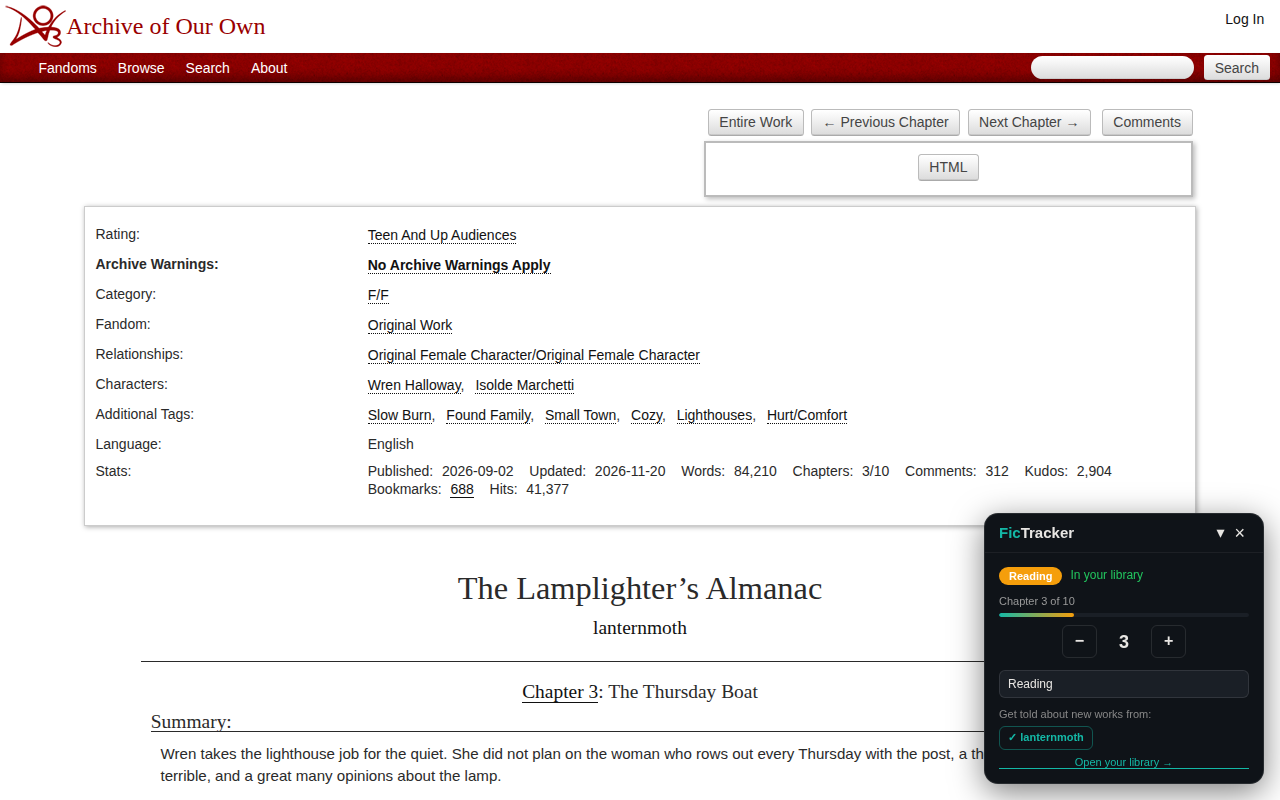 Archive of Our Own
Log In
Fandoms Browse Search About
Search
Entire Work ← Previous Chapter Next Chapter → Comments
HTML
Rating: Teen And Up Audiences
Archive Warnings: No Archive Warnings Apply
Category: F/F
Fandom: Original Work
Relationships: Original Female Character/Original Female Character
Characters: Wren Halloway, Isolde Marchetti
Additional Tags: Slow Burn, Found Family, Small Town, Cozy, Lighthouses, Hurt/Comfort
Language: English
Stats: Published: 2026-09-02 Updated: 2026-11-20 Words: 84,210 Chapters: 3/10 Comments: 312 Kudos: 2,904
Bookmarks: 688 Hits: 41,377
The Lamplighter’s Almanac
lanternmoth
Chapter 3: The Thursday Boat
Summary:
Wren takes the lighthouse job for the quiet. She did not plan on the woman who rows out every Thursday with the post, a
terrible, and a great many opinions about the lamp.
FicTracker ▼ ×
Reading In your library
Chapter 3 of 10
− 3 +
Reading
Get told about new works from:
✓ lanternmoth
Open your library →